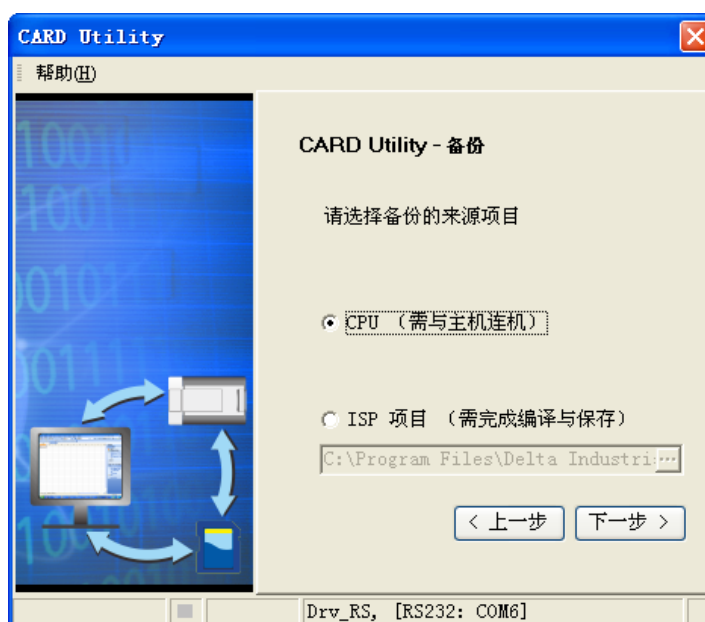 CARD Utility
帮助(H)
CARD Utility - 备份
请选择备份的来源项目
CPU （需与主机连机）
ISP 项目 （需完成编译与保存）
C:\Program Files\Delta Industri
...
< 上一步
下一步 >
Drv_RS, [RS232: COM6]